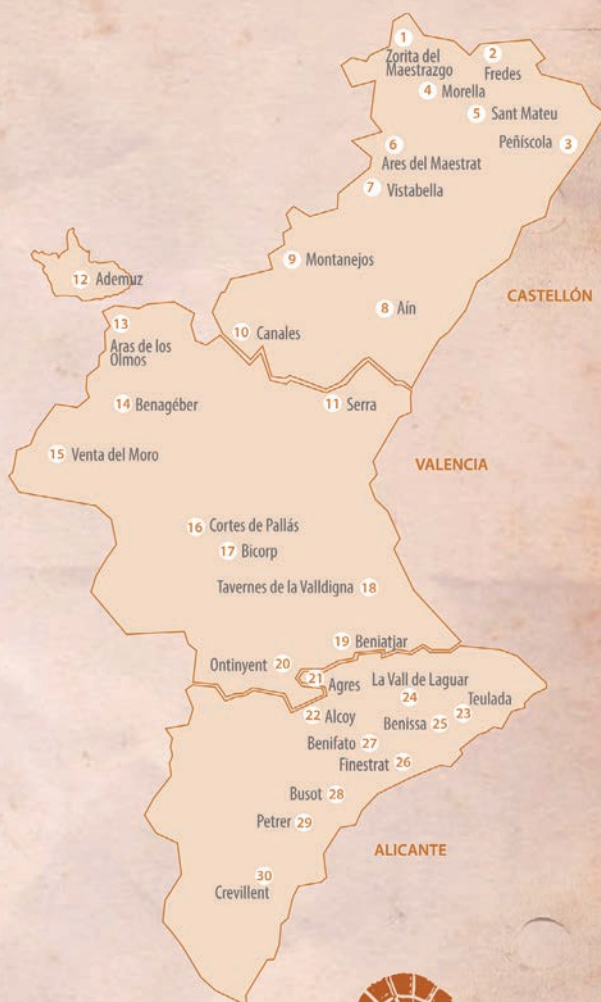 1
Zorita del
Maestrazgo
2
Fredes
4 Morella
5 Sant Mateu
Peñíscola 3
6
Ares del Maestrat
7 Vistabella
9 Montanejos
12 Ademuz
CASTELLÓN
8 Aín
13
Aras de los
Olmos
10 Canales
14 Benagéber
11 Serra
15 Venta del Moro
VALENCIA
16 Cortes de Pallás
17 Bicorp
Tavernes de la Valldigna 18
19 Beniatjar
Ontinyent 20
21
Agres
La Vall de Laguar
24
Teulada
23
22 Alcoy
Benissa 25
Benifato 27
Finestrat 26
Busot 28
Petrer 29
ALICANTE
30
Crevillent